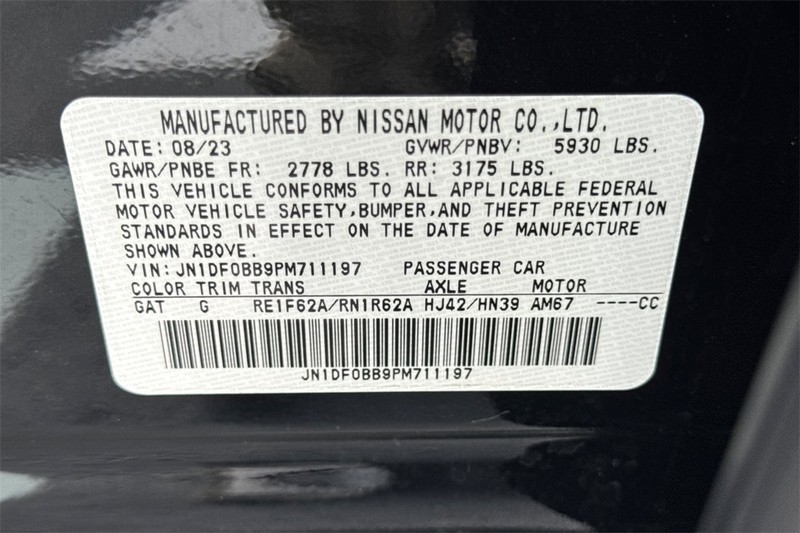 MANUFACTURED BY NISSAN MOTOR CO.,LTD.
DATE: 08/23 GVWR/PNBV: 5930 LBS.
GAWR/PNBE FR: 2778 LBS. RR: 3175 LBS.
THIS VEHICLE CONFORMS TO ALL APPLICABLE FEDERAL
MOTOR VEHICLE SAFETY,BUMPER,AND THEFT PREVENTION
STANDARDS IN EFFECT ON THE DATE OF MANUFACTURE
SHOWN ABOVE.
VIN:JN1DF0BB9PM711197 PASSENGER CAR
COLOR TRIM TRANS AXLE MOTOR
GAT G RE1F62A/RN1R62A HJ42/HN39 AM67 ----CC
JN1DF0BB9PM711197